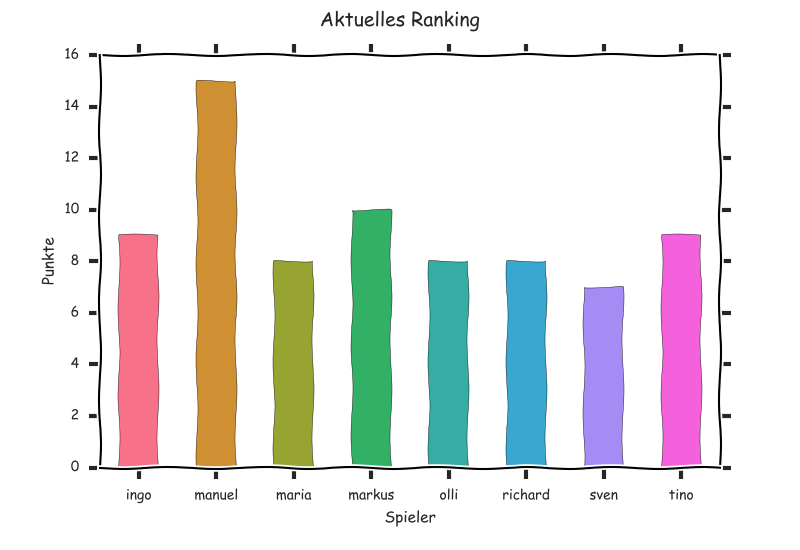 Aktuelles Ranking
16
14
12
10
8
6
4
2
0
Punkte
ingo manuel maria markus olli richard sven tino
Spieler